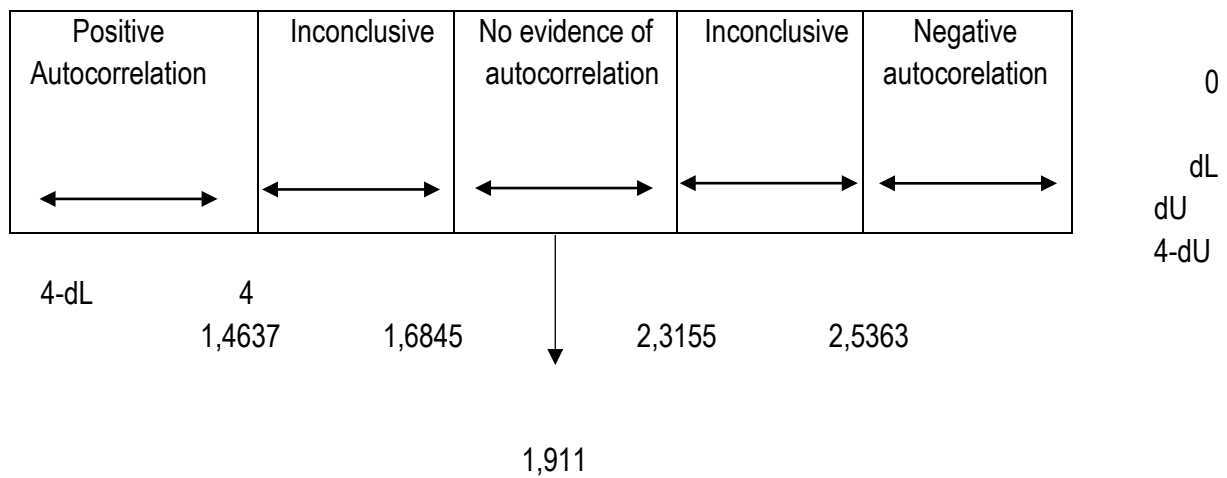 Positive Inconclusive No evidence of Inconclusive Negative
Autocorrelation autocorrelation autocorelation
0
dL
dU
4-dU
4-dL 4
1,4637 1,6845 2,3155 2,5363
1,911